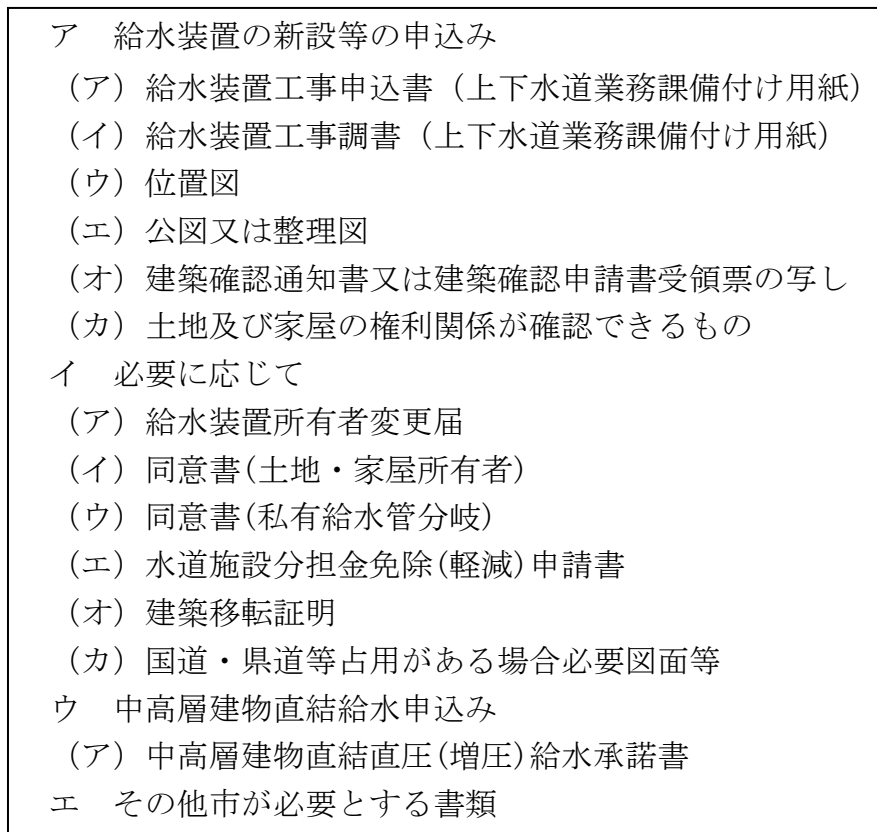 ア 給水装置の新設等の申込み
（ア）給水装置工事申込書（上下水道業務課備付け用紙）
（イ）給水装置工事調書（上下水道業務課備付け用紙）
（ウ）位置図
（エ）公図又は整理図
（オ）建築確認通知書又は建築確認申請書受領票の写し
（カ）土地及び家屋の権利関係が確認できるもの
イ 必要に応じて
（ア）給水装置所有者変更届
（イ）同意書(土地・家屋所有者)
（ウ）同意書(私有給水管分岐)
（エ）水道施設分担金免除(軽減)申請書
（オ）建築移転証明
（カ）国道・県道等占用がある場合必要図面等
ウ 中高層建物直結給水申込み
（ア）中高層建物直結直圧(増圧)給水承諾書
エ その他市が必要とする書類